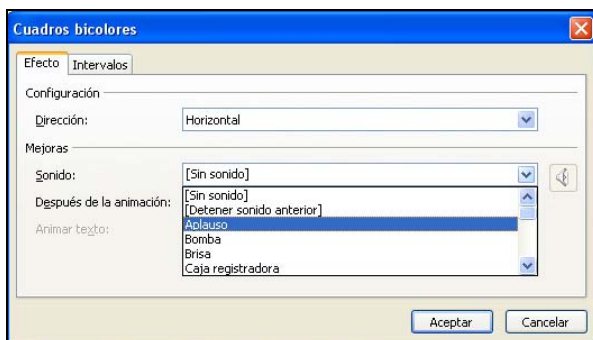 Cuadros bicolores
Efecto Intervalos
Configuración
Dirección: Horizontal
Mejoras
Sonido: [Sin sonido]
Después de la animación: [Sin sonido]
[Detener sonido anterior]
Animar texto: Aplauso
Bomba
Brisa
Caja registradora
Aceptar Cancelar